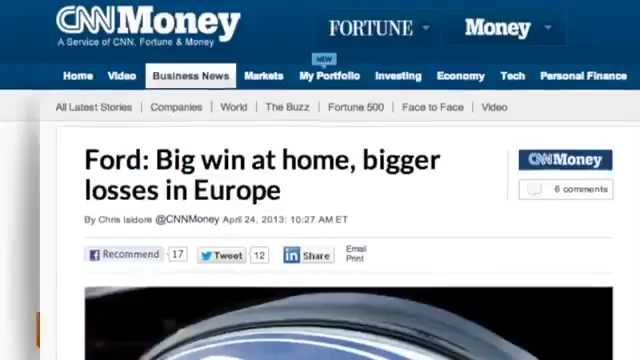 CNNMoney
A Service of CNN, Fortune & Money
FORTUNE Money
NEW
Home Video Business News Markets My Portfolio Investing Economy Tech Personal Finance
All Latest Stories | Companies | World | The Buzz | Fortune 500 | Face to Face | Video
Ford: Big win at home, bigger
losses in Europe
CNNMoney
6 comments
By Chris Isidore @CNNMoney April 24, 2013: 10:27 AM ET
Recommend 17 Tweet 12 in Share
Email
Print